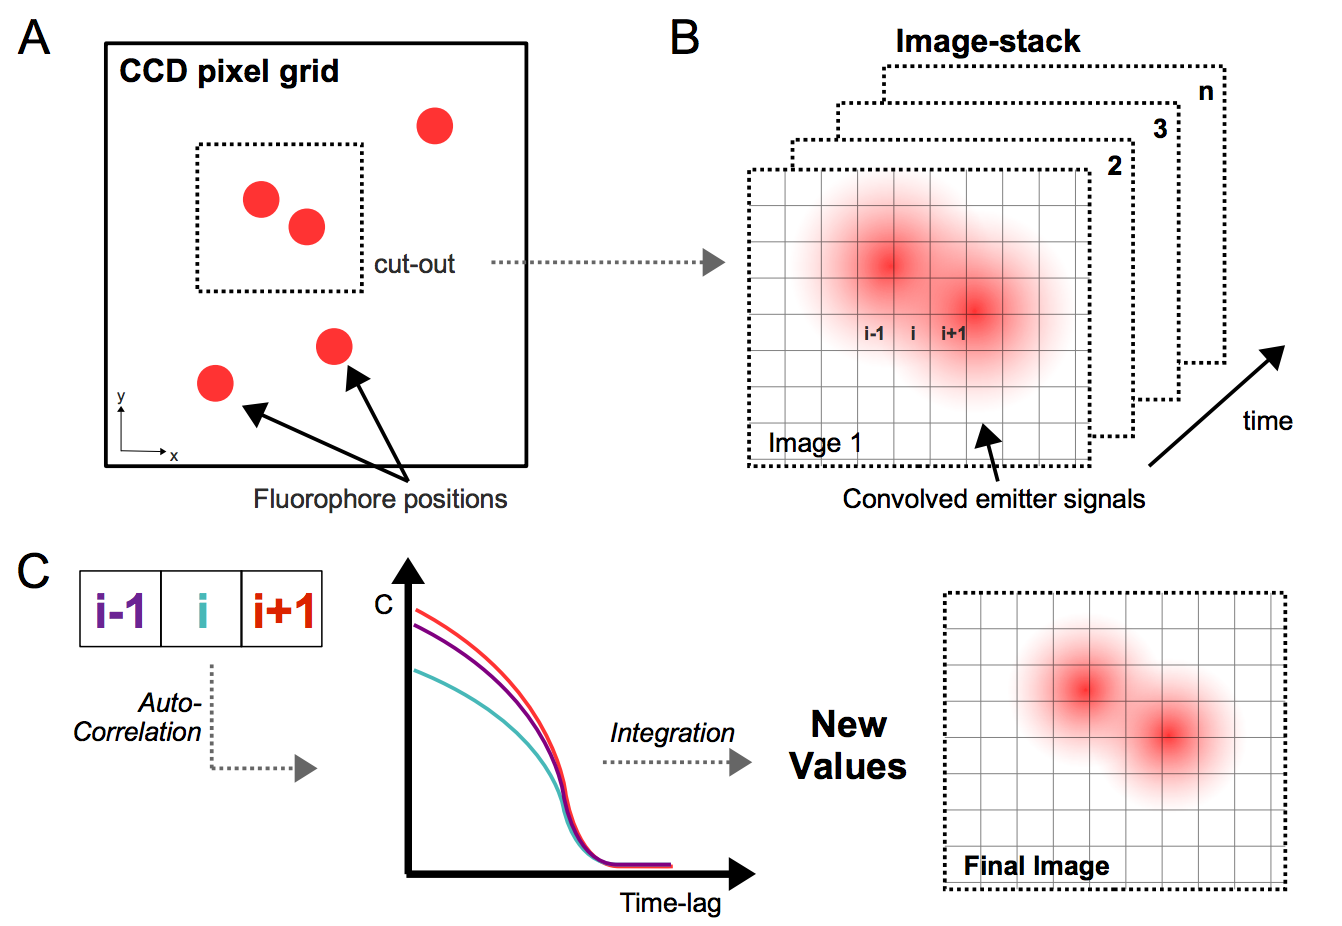 A
CCD pixel grid
cut-out
y
x
Fluorophore positions
B
Image-stack
n
3
2
i-1 i i+1
Image 1
time
Convolved emitter signals
C
i-1 i i+1
Auto-
Correlation
C
Time-lag
Integration
New
Values
Final Image